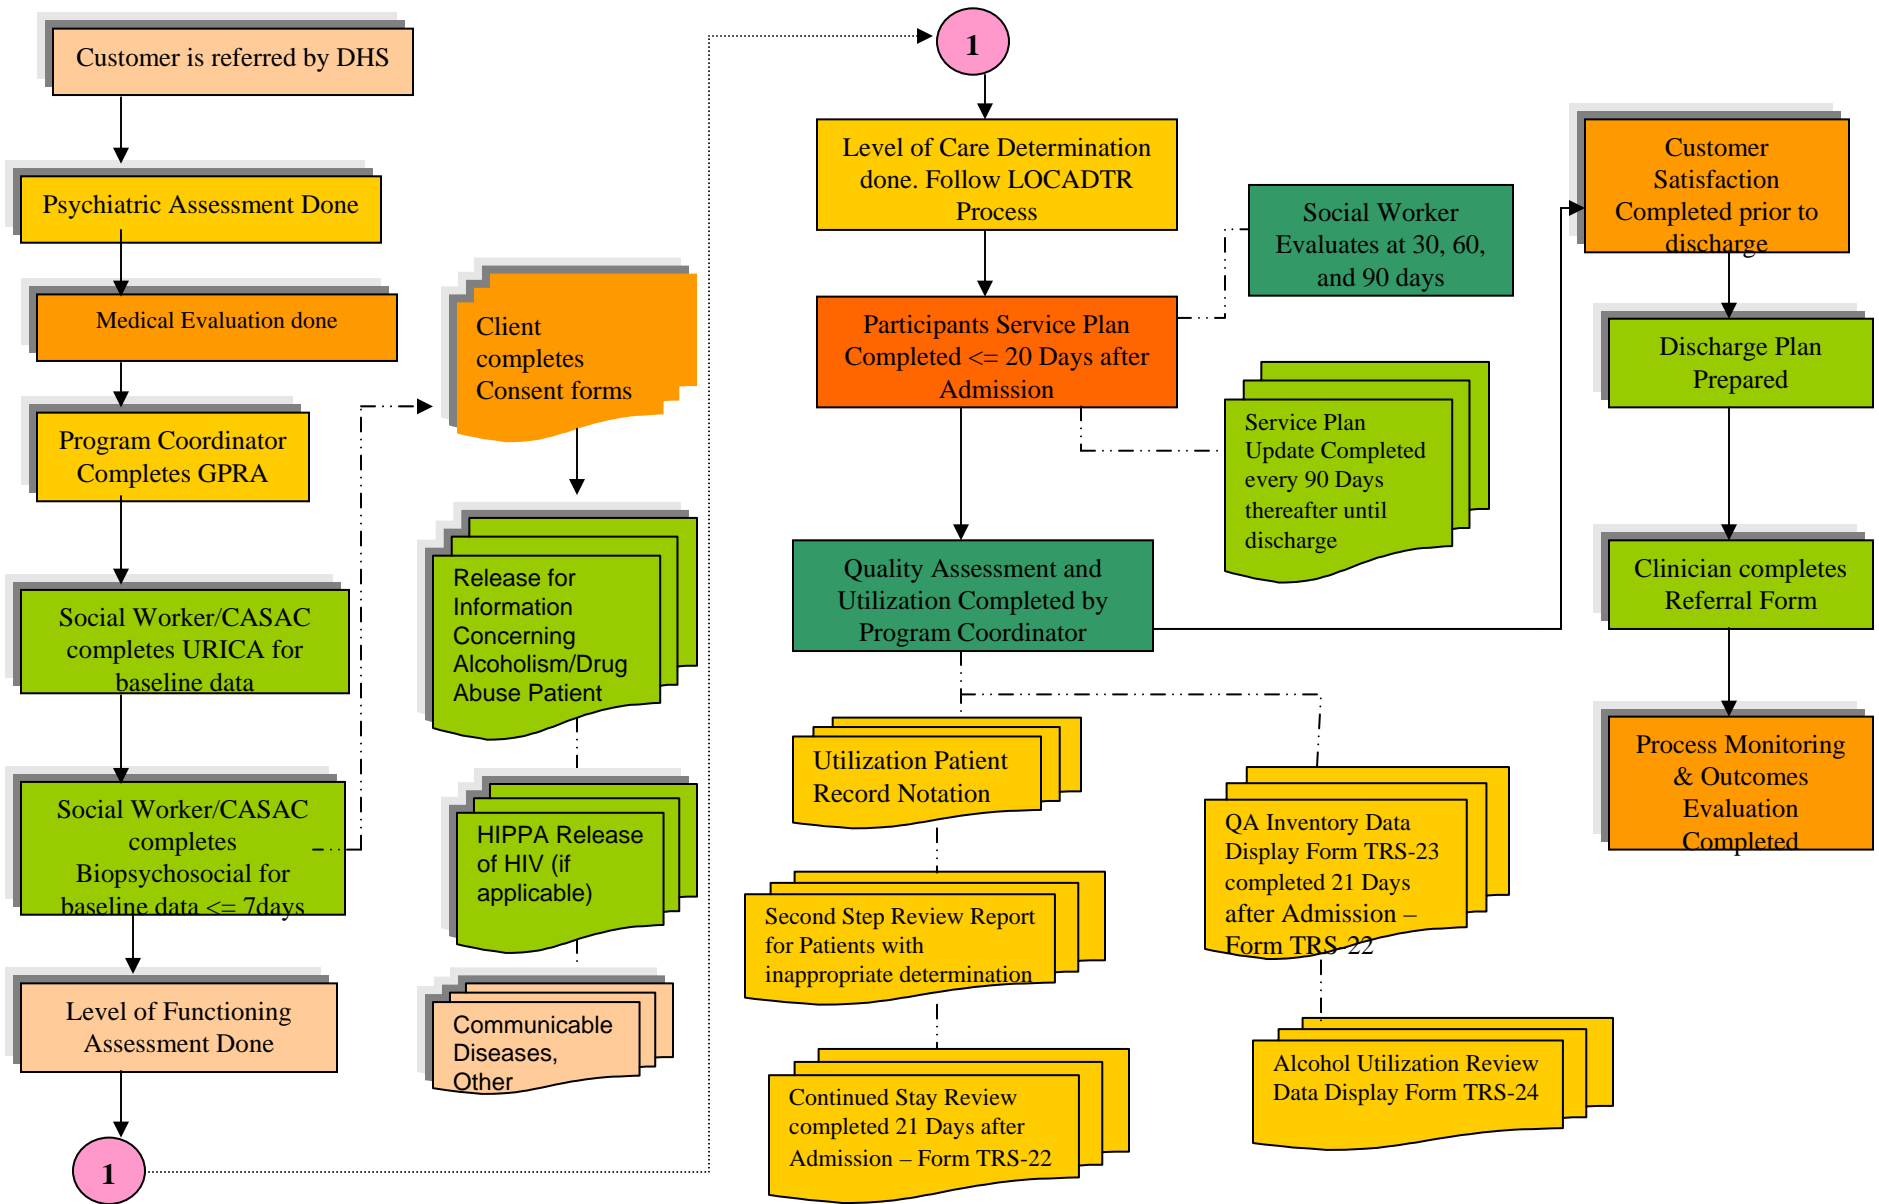 Customer is referred by DHS
Psychiatric Assessment Done
Medical Evaluation done
Program Coordinator
Completes GPRA
Social Worker/CASAC
completes URICA for
baseline data
Social Worker/CASAC
completes
Biopsychosocial for
baseline data <= 7days
Level of Functioning
Assessment Done
1
Client
completes
Consent forms
Release for
Information
Concerning
Alcoholism/Drug
Abuse Patient
HIPPA Release
of HIV (if
applicable)
Communicable
Diseases,
Other
1
Level of Care Determination
done. Follow LOCADTR
Process
Participants Service Plan
Completed <= 20 Days after
Admission
Social Worker
Evaluates at 30, 60,
and 90 days
Service Plan
Update Completed
every 90 Days
thereafter until
discharge
Quality Assessment and
Utilization Completed by
Program Coordinator
Utilization Patient
Record Notation
Second Step Review Report
for Patients with
inappropriate determination
Continued Stay Review
completed 21 Days after
Admission – Form TRS-22
QA Inventory Data
Display Form TRS-23
completed 21 Days
after Admission –
Form TRS-22
Alcohol Utilization Review
Data Display Form TRS-24
Customer
Satisfaction
Completed prior to
discharge
Discharge Plan
Prepared
Clinician completes
Referral Form
Process Monitoring
& Outcomes
Evaluation
Completed